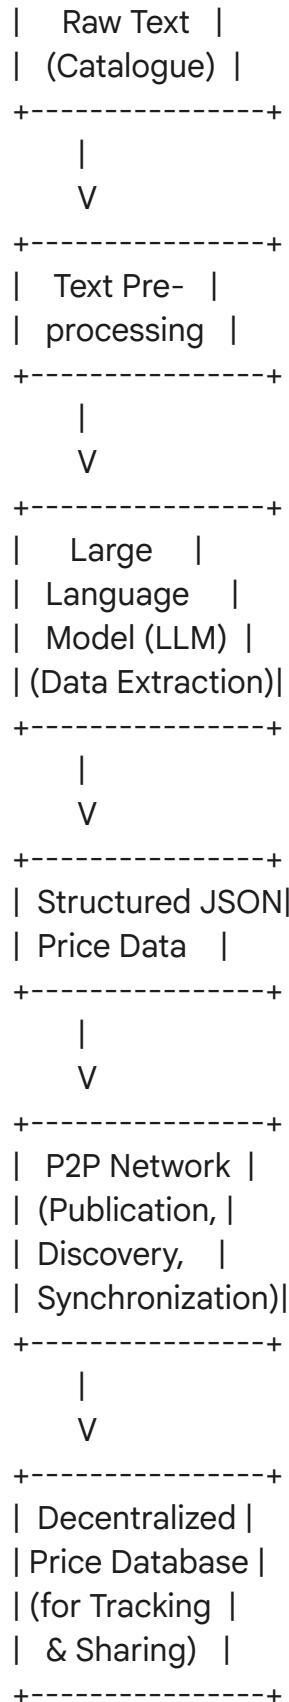 |    Raw Text   |
|   (Catalogue)  |
+----------------+
|
V
+----------------+
|    Text Pre-   |
|   processing   |
+----------------+
|
V
+----------------+
|     Large     |
|   Language     |
|   Model (LLM)  |
| (Data Extraction)|
+----------------+
|
V
+----------------+
|  Structured JSON|
|  Price Data    |
+----------------+
|
V
+----------------+
|   P2P Network  |
|  (Publication, |
|  Discovery,    |
|  Synchronization)|
+----------------+
|
V
+----------------+
|  Decentralized |
| Price Database |
| (for Tracking  |
|   & Sharing)   |
+----------------+